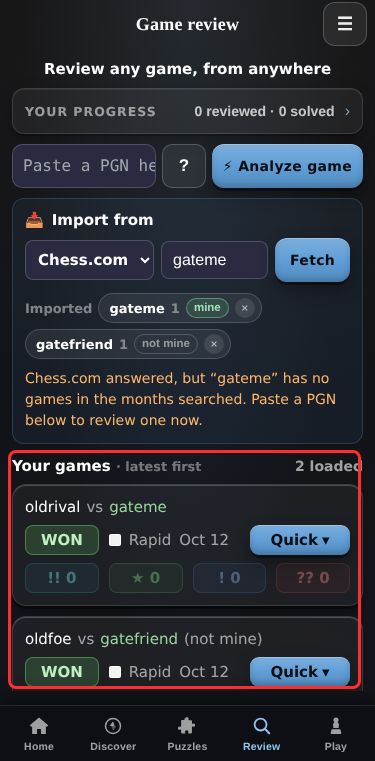 Game review
☰
Review any game, from anywhere
YOUR PROGRESS 0 reviewed · 0 solved ›
Paste a PGN he ? ⚡ Analyze game
📥 Import from
Chess.com gateme Fetch
Imported gateme 1 mine ×
gatefriend 1 not mine ×
Chess.com answered, but “gateme” has no
games in the months searched. Paste a PGN
below to review one now.
Your games · latest first 2 loaded
oldrival vs gateme
WON Rapid Oct 12 Quick ▾
!! 0 ★ 0 ! 0 ?? 0
oldfoe vs gatefriend (not mine)
WON Rapid Oct 12 Quick ▾
Home Discover Puzzles Review Play